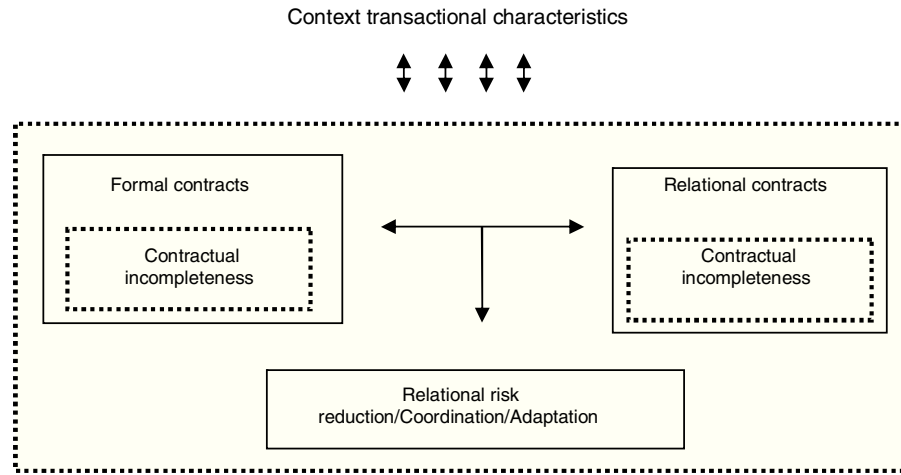 Context transactional characteristics
Formal contracts
Contractual
incompleteness
Relational contracts
Contractual
incompleteness
Relational risk
reduction/Coordination/Adaptation